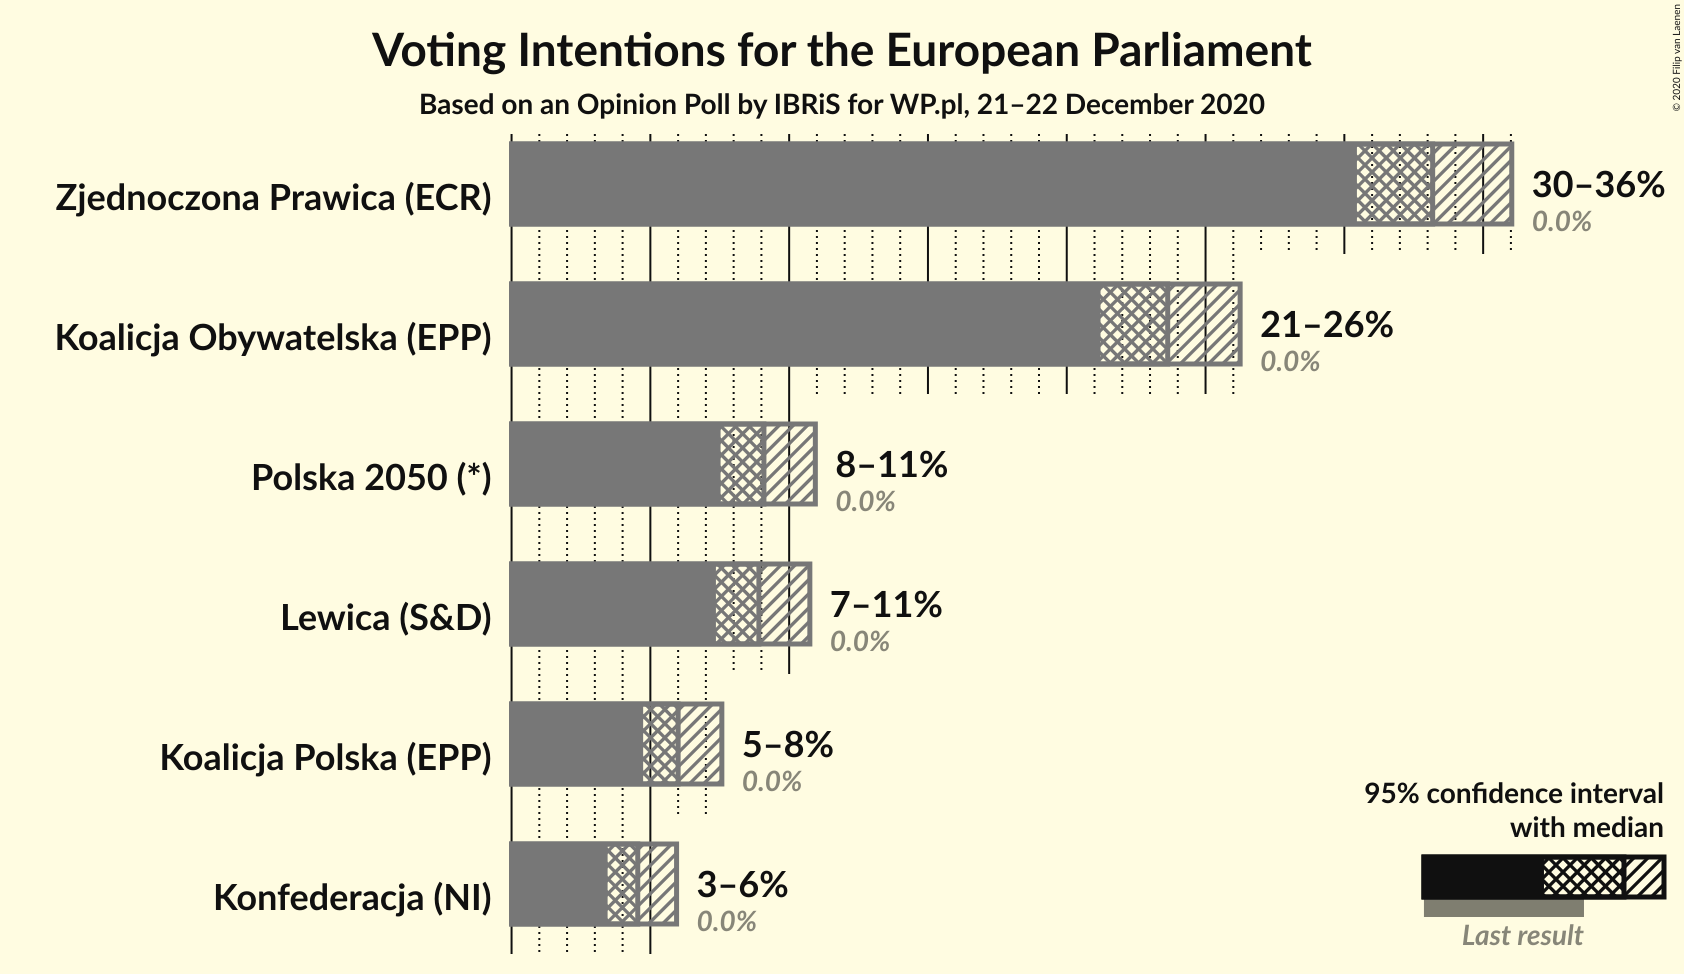 Voting Intentions for the European Parliament
Based on an Opinion Poll by IBRiS for WP.pl, 21–22 December 2020
© 2020 Filip van Laenen
Zjednoczona Prawica (ECR)
30–36%
0.0%
Koalicja Obywatelska (EPP)
21–26%
0.0%
Polska 2050 (*)
8–11%
0.0%
Lewica (S&D)
7–11%
0.0%
Koalicja Polska (EPP)
5–8%
0.0%
Konfederacja (NI)
3–6%
0.0%
95% confidence interval
with median
Last result